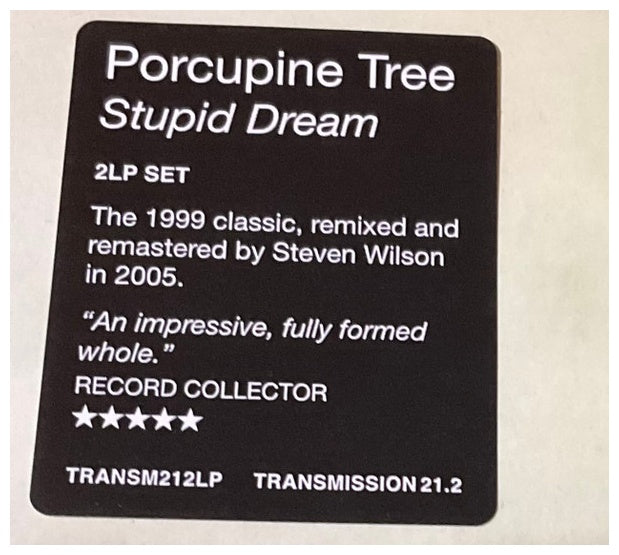 Porcupine Tree
Stupid Dream
2LP SET
The 1999 classic, remixed and
remastered by Steven Wilson
in 2005.
“An impressive, fully formed
whole.”
RECORD COLLECTOR
★★★★★
TRANSM212LP TRANSMISSION 21.2